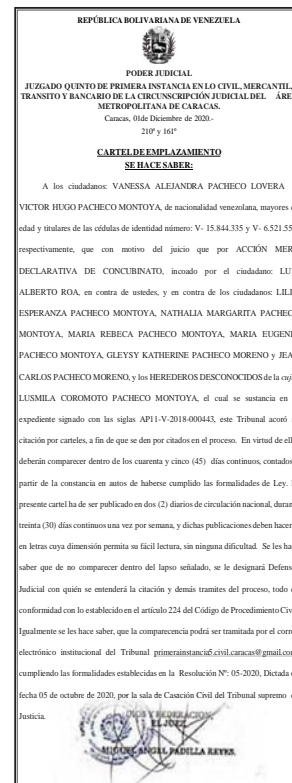 REPÚBLICA BOLIVARIANA DE VENEZUELA
PODER JUDICIAL
JUZGADO QUINTO DE PRIMERA INSTANCIA EN LO CIVIL, MERCANTIL,
TRANSITO Y BANCARIO DE LA CIRCUNSCRIPCIÓN JUDICIAL DEL ÁRE
METROPOLITANA DE CARACAS.
Caracas, 01de Diciembre de 2020.-
210º y 161º
CARTEL DE EMPLAZAMIENTO
SE HACE SABER:
A los ciudadanos: VANESSA ALEJANDRA PACHECO LOVERA
VICTOR HUGO PACHECO MONTOYA, de nacionalidad venezolana, mayores
edad y titulares de las cédulas de identidad número: V- 15.844.335 y V- 6.521.55
respectivamente, que con motivo del juicio que por ACCIÓN MER
DECLARATIVA DE CONCUBINATO, incoado por el ciudadano: LU
ALBERTO ROA, en contra de ustedes, y en contra de los ciudadanos: LILI
ESPERANZA PACHECO MONTOYA, NATHALIA MARGARITA PACHEC
MONTOYA, MARIA REBECA PACHECO MONTOYA, MARIA EUGENI
PACHECO MONTOYA, GLEYSY KATHERINE PACHECO MORENO y JEA
CARLOS PACHECO MORENO, y los HEREDEROS DESCONOCIDOS de la cuj
LUSMILA COROMOTO PACHECO MONTOYA, el cual se sustancia en
expediente signado con las siglas AP11-V-2018-000443, este Tribunal acoró
citación por carteles, a fin de que se den por citados en el proceso. En virtud de ell
deberán comparecer dentro de los cuarenta y cinco (45) días continuos, contados
partir de la constancia en autos de haberse cumplido las formalidades de Ley.
presente cartel ha de ser publicado en dos (2) diarios de circulación nacional, duran
treinta (30) días continuos una vez por semana, y dichas publicaciones deben hacer
en letras cuya dimensión permita su fácil lectura, sin ninguna dificultad. Se les hac
saber que de no comparecer dentro del lapso señalado, se le designará Defens
Judicial con quién se entenderá la citación y demás tramites del proceso, todo
conformidad con lo establecido en el artículo 224 del Código de Procedimiento Civ
Igualmente se les hace saber, que la comparecencia podrá ser tramitada por el corre
electrónico institucional del Tribunal primerainstancia5.civil.caracas@gmail.com
cumpliendo las formalidades establecidas en la Resolución Nº: 05-2020, Dictada
fecha 05 de octubre de 2020, por la sala de Casación Civil del Tribunal supremo
Justicia.
DIOS Y FEDERACION
EL JUEZ
MIGUEL ANGEL PADILLA REYES.